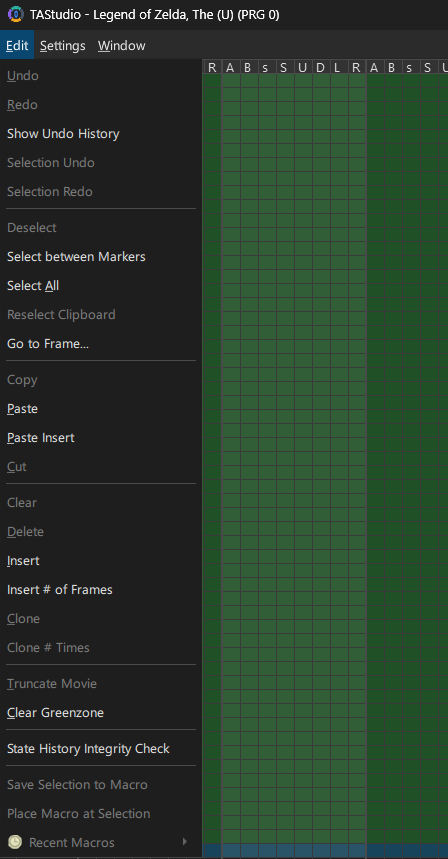 TAStudio - Legend of Zelda, The (U) (PRG 0)
Edit Settings Window
R A B s S U D L R A B s S U
Undo
Redo
Show Undo History
Selection Undo
Selection Redo
Deselect
Select between Markers
Select All
Reselect Clipboard
Go to Frame...
Copy
Paste
Paste Insert
Cut
Clear
Delete
Insert
Insert # of Frames
Clone
Clone # Times
Truncate Movie
Clear Greenzone
State History Integrity Check
Save Selection to Macro
Place Macro at Selection
Recent Macros